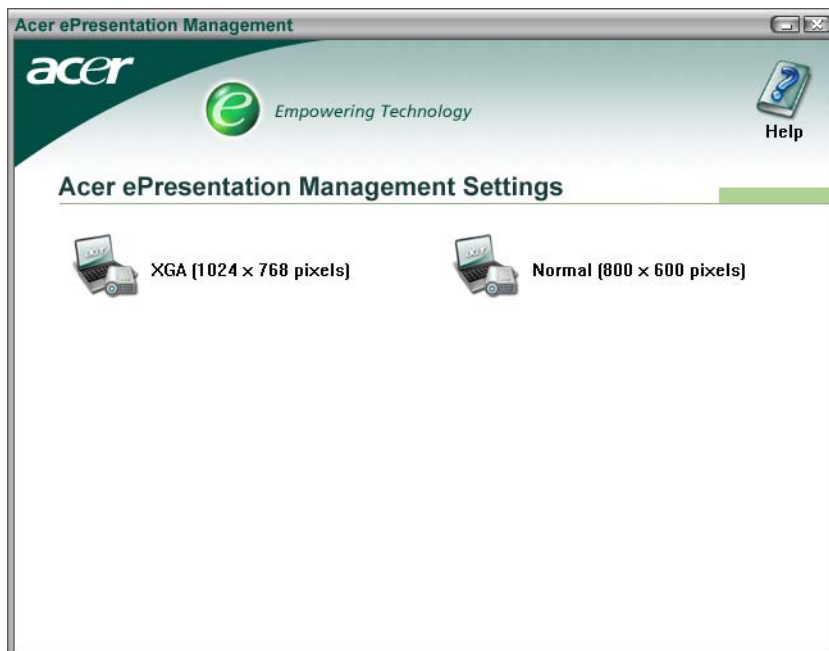 Acer ePresentation Management
acer
e Empowering Technology
Help
Acer ePresentation Management Settings
XGA (1024 x 768 pixels)
Normal (800 x 600 pixels)